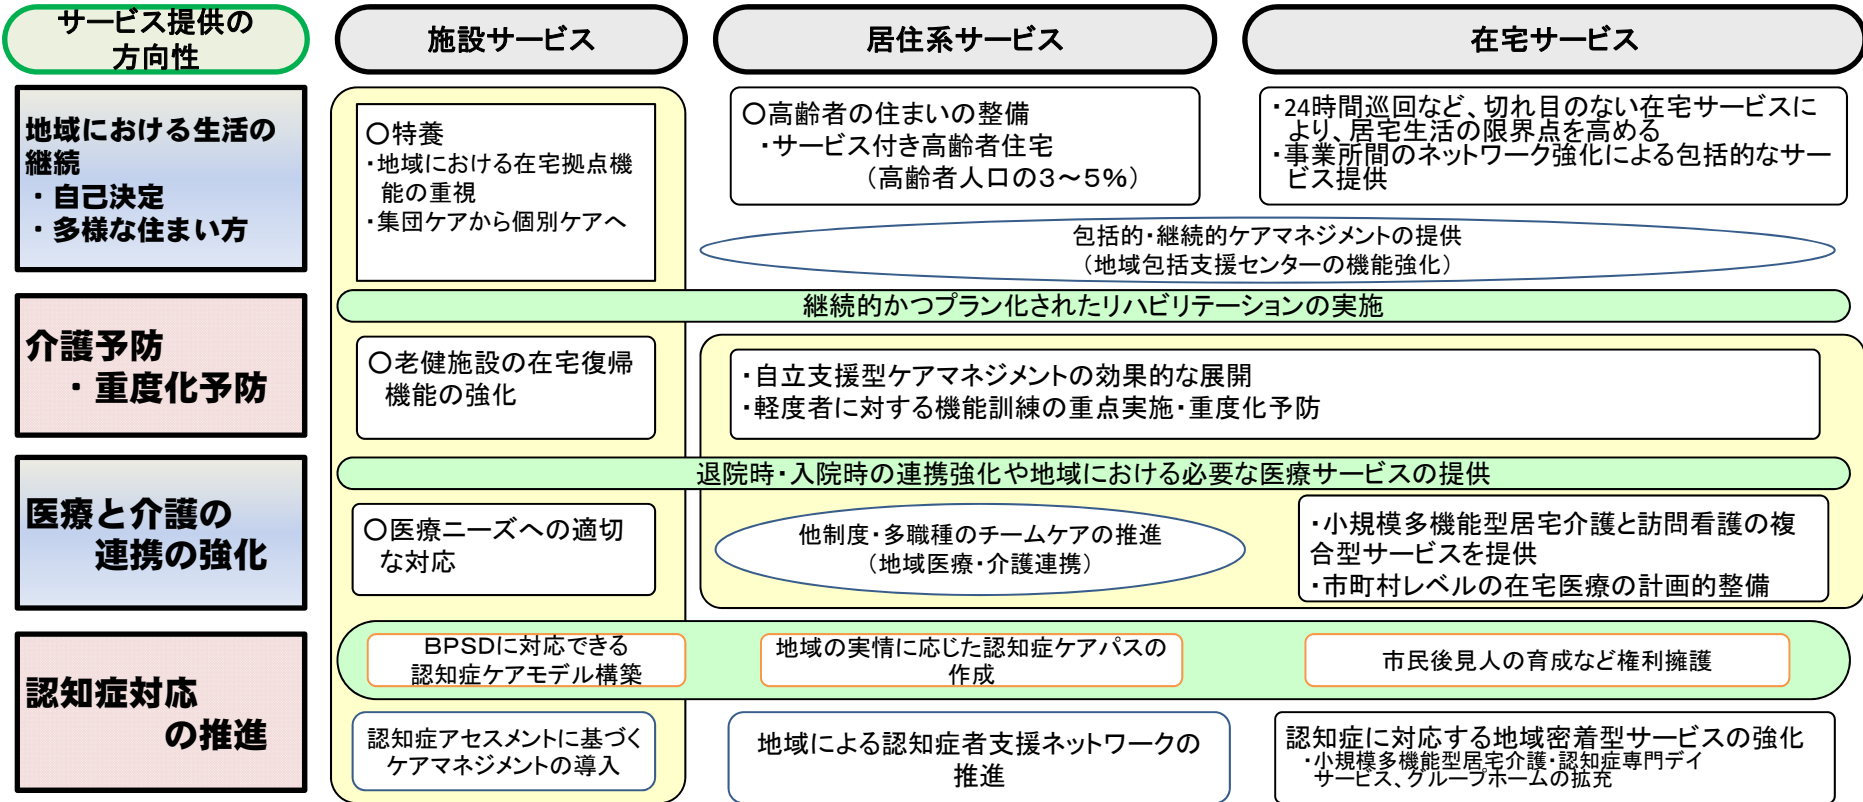 サービス提供の
方向性
施設サービス
居住系サービス
在宅サービス
地域における生活の
継続
・自己決定
・多様な住まい方
〇特養
・地域における在宅拠点機
能の重視
・集団ケアから個別ケアへ
〇高齢者の住まいの整備
・サービス付き高齢者住宅
（高齢者人口の３～５％）
・24時間巡回など、切れ目のない在宅サービスに
より、居宅生活の限界点を高める
・事業所間のネットワーク強化による包括的なサー
ビス提供
包括的・継続的ケアマネジメントの提供
（地域包括支援センターの機能強化）
継続的かつプラン化されたリハビリテーションの実施
介護予防
・重度化予防
〇老健施設の在宅復帰
機能の強化
・自立支援型ケアマネジメントの効果的な展開
・軽度者に対する機能訓練の重点実施・重度化予防
退院時・入院時の連携強化や地域における必要な医療サービスの提供
医療と介護の
連携の強化
〇医療ニーズへの適切
な対応
他制度・多職種のチームケアの推進
（地域医療・介護連携）
・小規模多機能型居宅介護と訪問看護の複
合型サービスを提供
・市町村レベルの在宅医療の計画的整備
認知症対応
の推進
ＢＰＳＤに対応できる
認知症ケアモデル構築
地域の実情に応じた認知症ケアパスの
作成
市民後見人の育成など権利擁護
認知症アセスメントに基づく
ケアマネジメントの導入
地域による認知症者支援ネットワークの
推進
認知症に対応する地域密着型サービスの強化
・小規模多機能型居宅介護・認知症専門デイ
サービス、グループホームの拡充